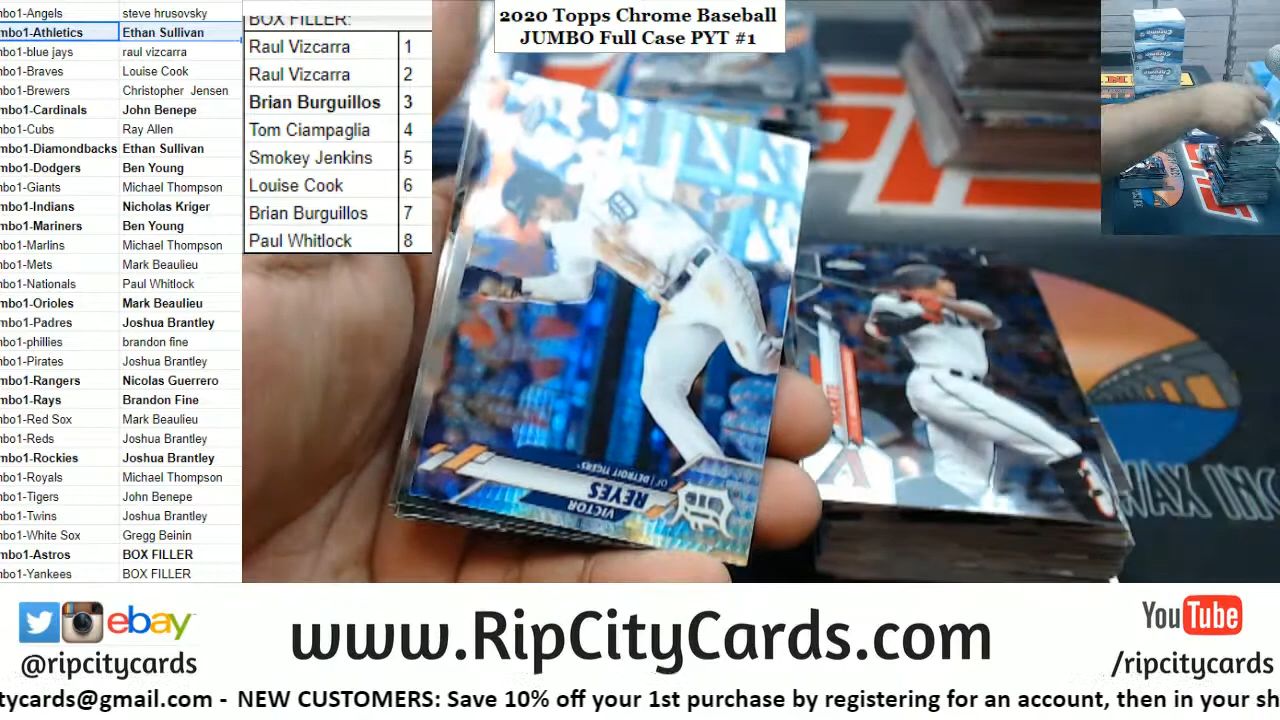 mbo1-Angels steve hrusovsky
mbo1-Athletics Ethan Sullivan
mbo1-blue jays raul vizcarra
mbo1-Braves Louise Cook
mbo1-Brewers Christopher Jensen
mbo1-Cardinals John Benepe
mbo1-Cubs Ray Allen
mbo1-Diamondbacks Ethan Sullivan
mbo1-Dodgers Ben Young
mbo1-Giants Michael Thompson
mbo1-Indians Nicholas Kriger
mbo1-Mariners Ben Young
mbo1-Marlins Michael Thompson
mbo1-Mets Mark Beaulieu
mbo1-Nationals Paul Whitlock
mbo1-Orioles Mark Beaulieu
mbo1-Padres Joshua Brantley
mbo1-phillies brandon fine
mbo1-Pirates Joshua Brantley
mbo1-Rangers Nicolas Guerrero
mbo1-Rays Brandon Fine
mbo1-Red Sox Mark Beaulieu
mbo1-Reds Joshua Brantley
mbo1-Rockies Joshua Brantley
mbo1-Royals Michael Thompson
mbo1-Tigers John Benepe
mbo1-Twins Joshua Brantley
mbo1-White Sox Gregg Beinin
mbo1-Astros BOX FILLER
mbo1-Yankees BOX FILLER
BOX FILLER:
Raul Vizcarra 1
Raul Vizcarra 2
Brian Burguillos 3
Tom Ciampaglia 4
Smokey Jenkins 5
Louise Cook 6
Brian Burguillos 7
Paul Whitlock 8
2020 Topps Chrome Baseball
JUMBO Full Case PYT #1
VICTOR
REYES
OF | DETROIT TIGERS
WAX
ebay
@ripcitycards
www.RipCityCards.com
YouTube
/ripcitycards
tycards@gmail.com - NEW CUSTOMERS: Save 10% off your 1st purchase by registering for an account, then in your sh